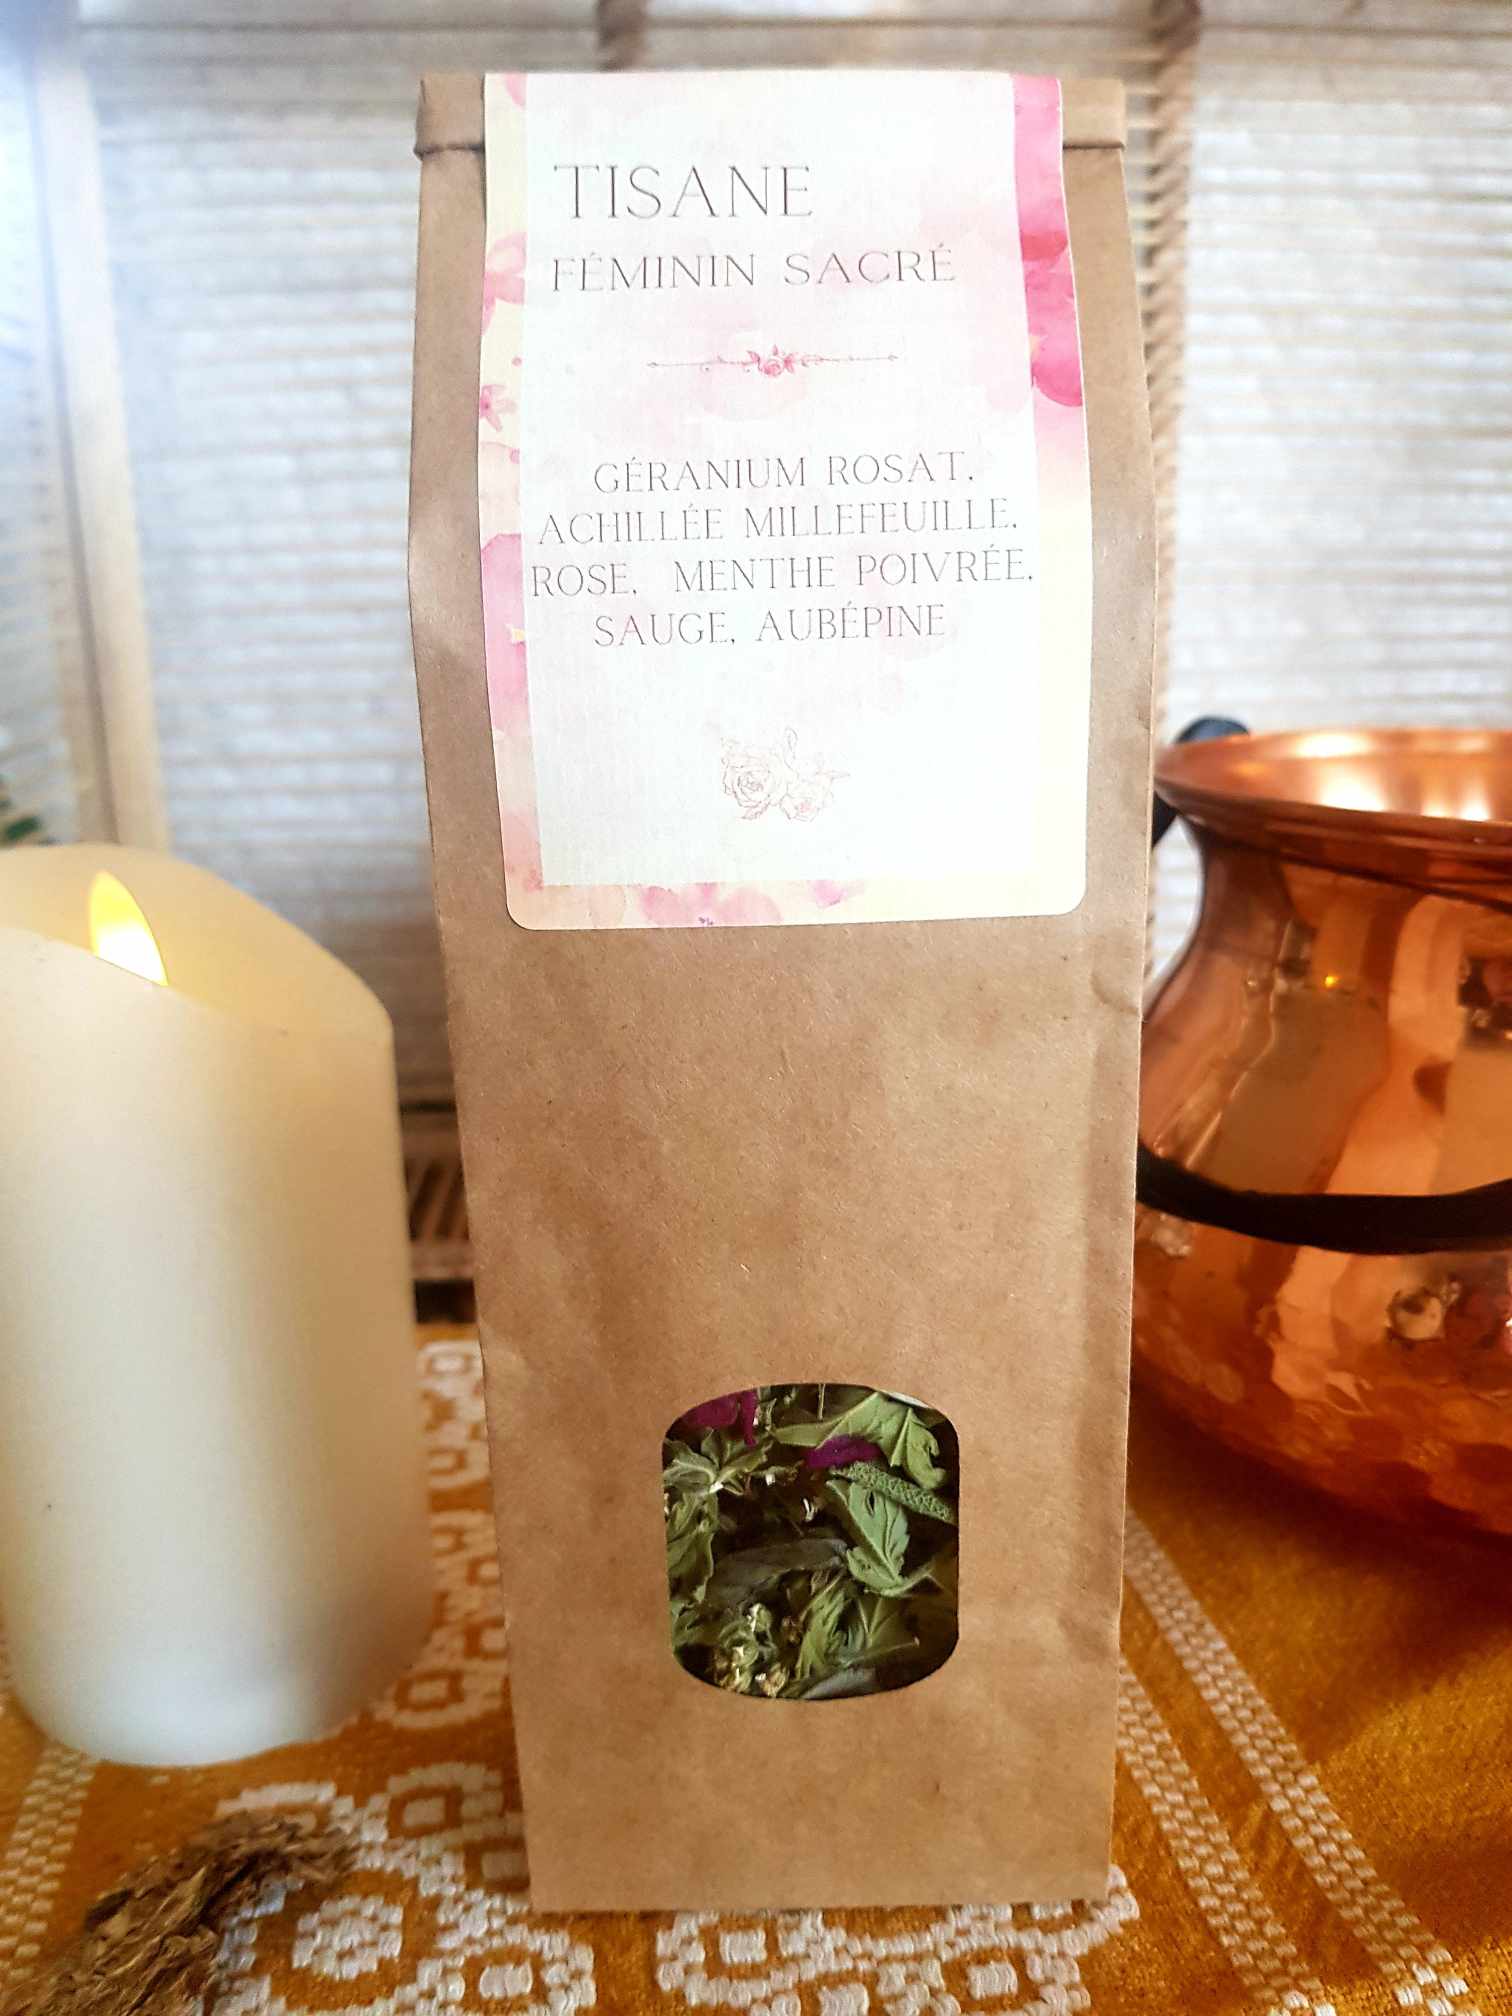 TISANE
FÉMININ SACRÉ
GÉRANIUM ROSAT,
ACHILLÉE MILLEFEUILLE,
ROSE, MENTHE POIVRÉE,
SAUGE, AUBÉPINE